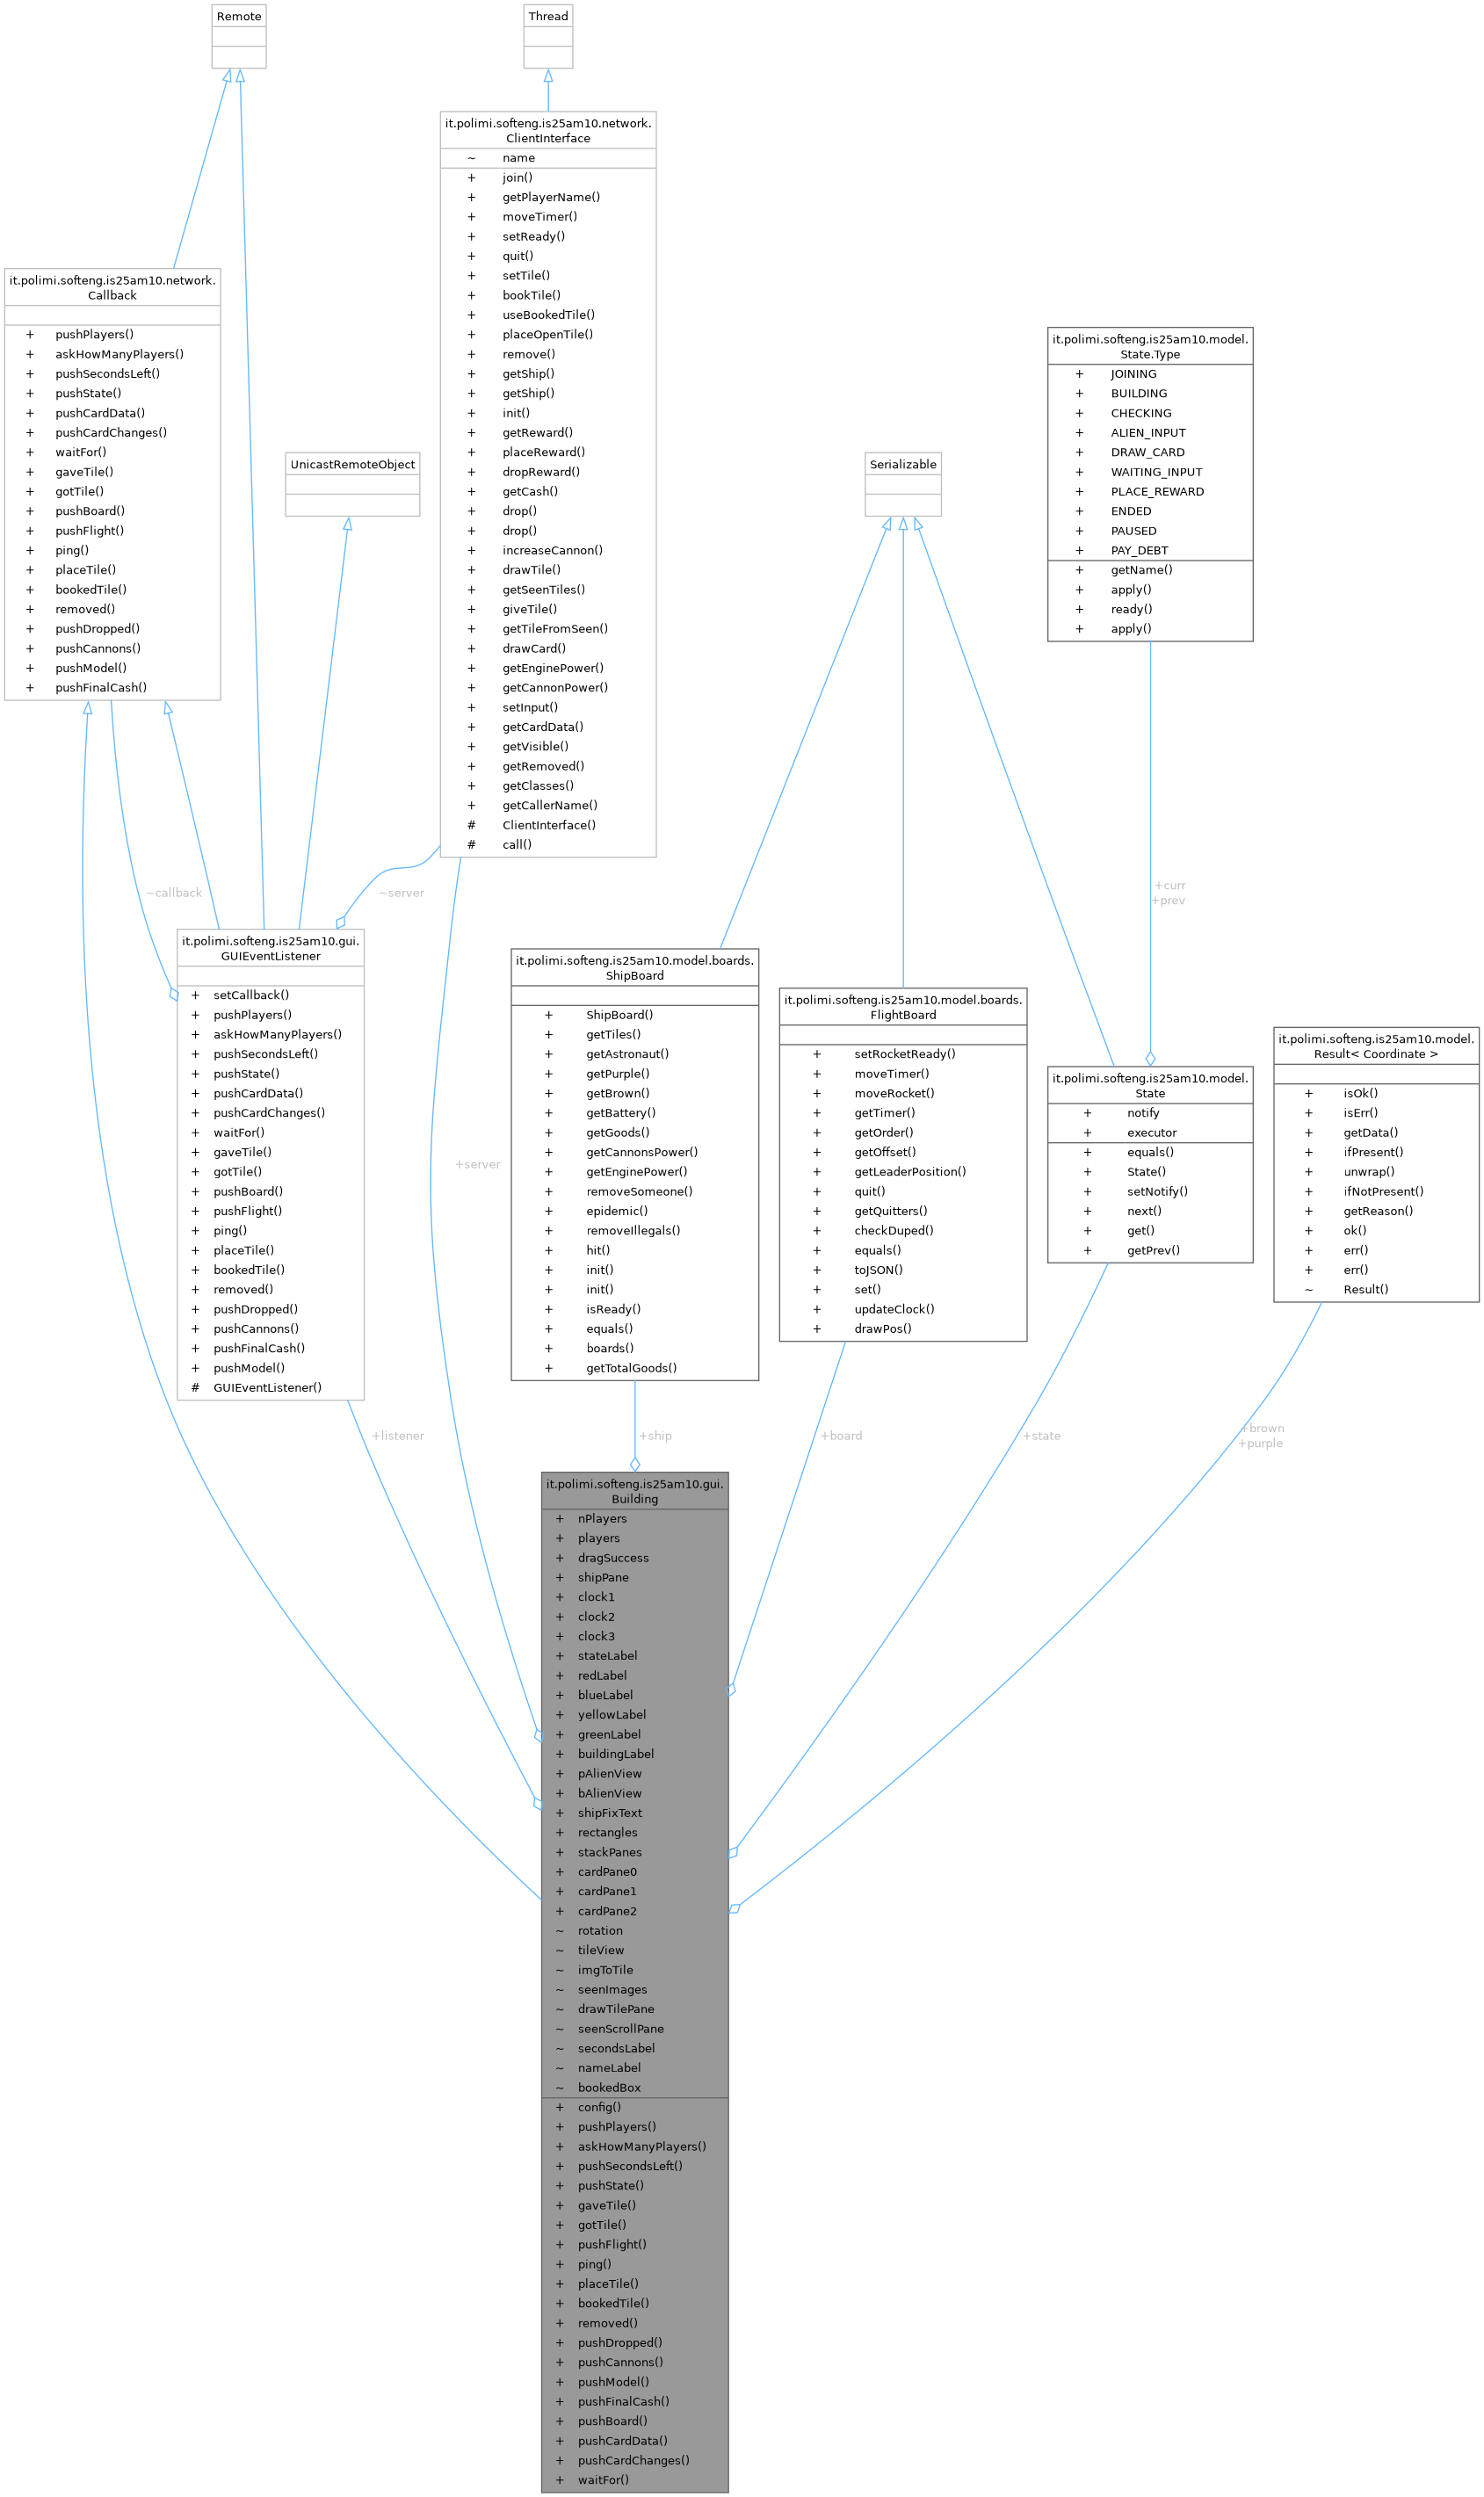 Remote
Thread
it.polimi.softeng.is25am10.network.
ClientInterface
~ name
+ join()
+ getPlayerName()
+ moveTimer()
+ setReady()
+ quit()
+ setTile()
+ bookTile()
+ useBookedTile()
+ placeOpenTile()
+ remove()
+ getShip()
+ getShip()
+ init()
+ getReward()
+ placeReward()
+ dropReward()
+ getCash()
+ drop()
+ drop()
+ increaseCannon()
+ drawTile()
+ getSeenTiles()
+ giveTile()
+ getTileFromSeen()
+ drawCard()
+ getEnginePower()
+ getCannonPower()
+ setInput()
+ getCardData()
+ getVisible()
+ getRemoved()
+ getClasses()
+ getCallerName()
# ClientInterface()
# call()
it.polimi.softeng.is25am10.network.
Callback
+ pushPlayers()
+ askHowManyPlayers()
+ pushSecondsLeft()
+ pushState()
+ pushCardData()
+ pushCardChanges()
+ waitFor()
+ gaveTile()
+ gotTile()
+ pushBoard()
+ pushFlight()
+ ping()
+ placeTile()
+ bookedTile()
+ removed()
+ pushDropped()
+ pushCannons()
+ pushModel()
+ pushFinalCash()
UnicastRemoteObject
Serializable
it.polimi.softeng.is25am10.model.
State.Type
+ JOINING
+ BUILDING
+ CHECKING
+ ALIEN_INPUT
+ DRAW_CARD
+ WAITING_INPUT
+ PLACE_REWARD
+ ENDED
+ PAUSED
+ PAY_DEBT
+ getName()
+ apply()
+ ready()
+ apply()
~callback
~server
+curr
+prev
it.polimi.softeng.is25am10.gui.
GUIEventListener
+ setCallback()
+ pushPlayers()
+ askHowManyPlayers()
+ pushSecondsLeft()
+ pushState()
+ pushCardData()
+ pushCardChanges()
+ waitFor()
+ gaveTile()
+ gotTile()
+ pushBoard()
+ pushFlight()
+ ping()
+ placeTile()
+ bookedTile()
+ removed()
+ pushDropped()
+ pushCannons()
+ pushFinalCash()
+ pushModel()
# GUIEventListener()
+server
it.polimi.softeng.is25am10.model.boards.
ShipBoard
+ ShipBoard()
+ getTiles()
+ getAstronaut()
+ getPurple()
+ getBrown()
+ getBattery()
+ getGoods()
+ getCannonsPower()
+ getEnginePower()
+ removeSomeone()
+ epidemic()
+ removeIllegals()
+ hit()
+ init()
+ init()
+ isReady()
+ equals()
+ boards()
+ getTotalGoods()
it.polimi.softeng.is25am10.model.boards.
FlightBoard
+ setRocketReady()
+ moveTimer()
+ moveRocket()
+ getTimer()
+ getOrder()
+ getOffset()
+ getLeaderPosition()
+ quit()
+ getQuitters()
+ checkDuped()
+ equals()
+ toJSON()
+ set()
+ updateClock()
+ drawPos()
it.polimi.softeng.is25am10.model.
State
+ notify
+ executor
+ equals()
+ State()
+ setNotify()
+ next()
+ get()
+ getPrev()
it.polimi.softeng.is25am10.model.
Result< Coordinate >
+ isOk()
+ isErr()
+ getData()
+ ifPresent()
+ unwrap()
+ ifNotPresent()
+ getReason()
+ ok()
+ err()
+ err()
~ Result()
+listener
+ship
+board
+state
+brown
+purple
it.polimi.softeng.is25am10.gui.
Building
+ nPlayers
+ players
+ dragSuccess
+ shipPane
+ clock1
+ clock2
+ clock3
+ stateLabel
+ redLabel
+ blueLabel
+ yellowLabel
+ greenLabel
+ buildingLabel
+ pAlienView
+ bAlienView
+ shipFixText
+ rectangles
+ stackPanes
+ cardPane0
+ cardPane1
+ cardPane2
~ rotation
~ tileView
~ imgToTile
~ seenImages
~ drawTilePane
~ seenScrollPane
~ secondsLabel
~ nameLabel
~ bookedBox
+ config()
+ pushPlayers()
+ askHowManyPlayers()
+ pushSecondsLeft()
+ pushState()
+ gaveTile()
+ gotTile()
+ pushFlight()
+ ping()
+ placeTile()
+ bookedTile()
+ removed()
+ pushDropped()
+ pushCannons()
+ pushModel()
+ pushFinalCash()
+ pushBoard()
+ pushCardData()
+ pushCardChanges()
+ waitFor()